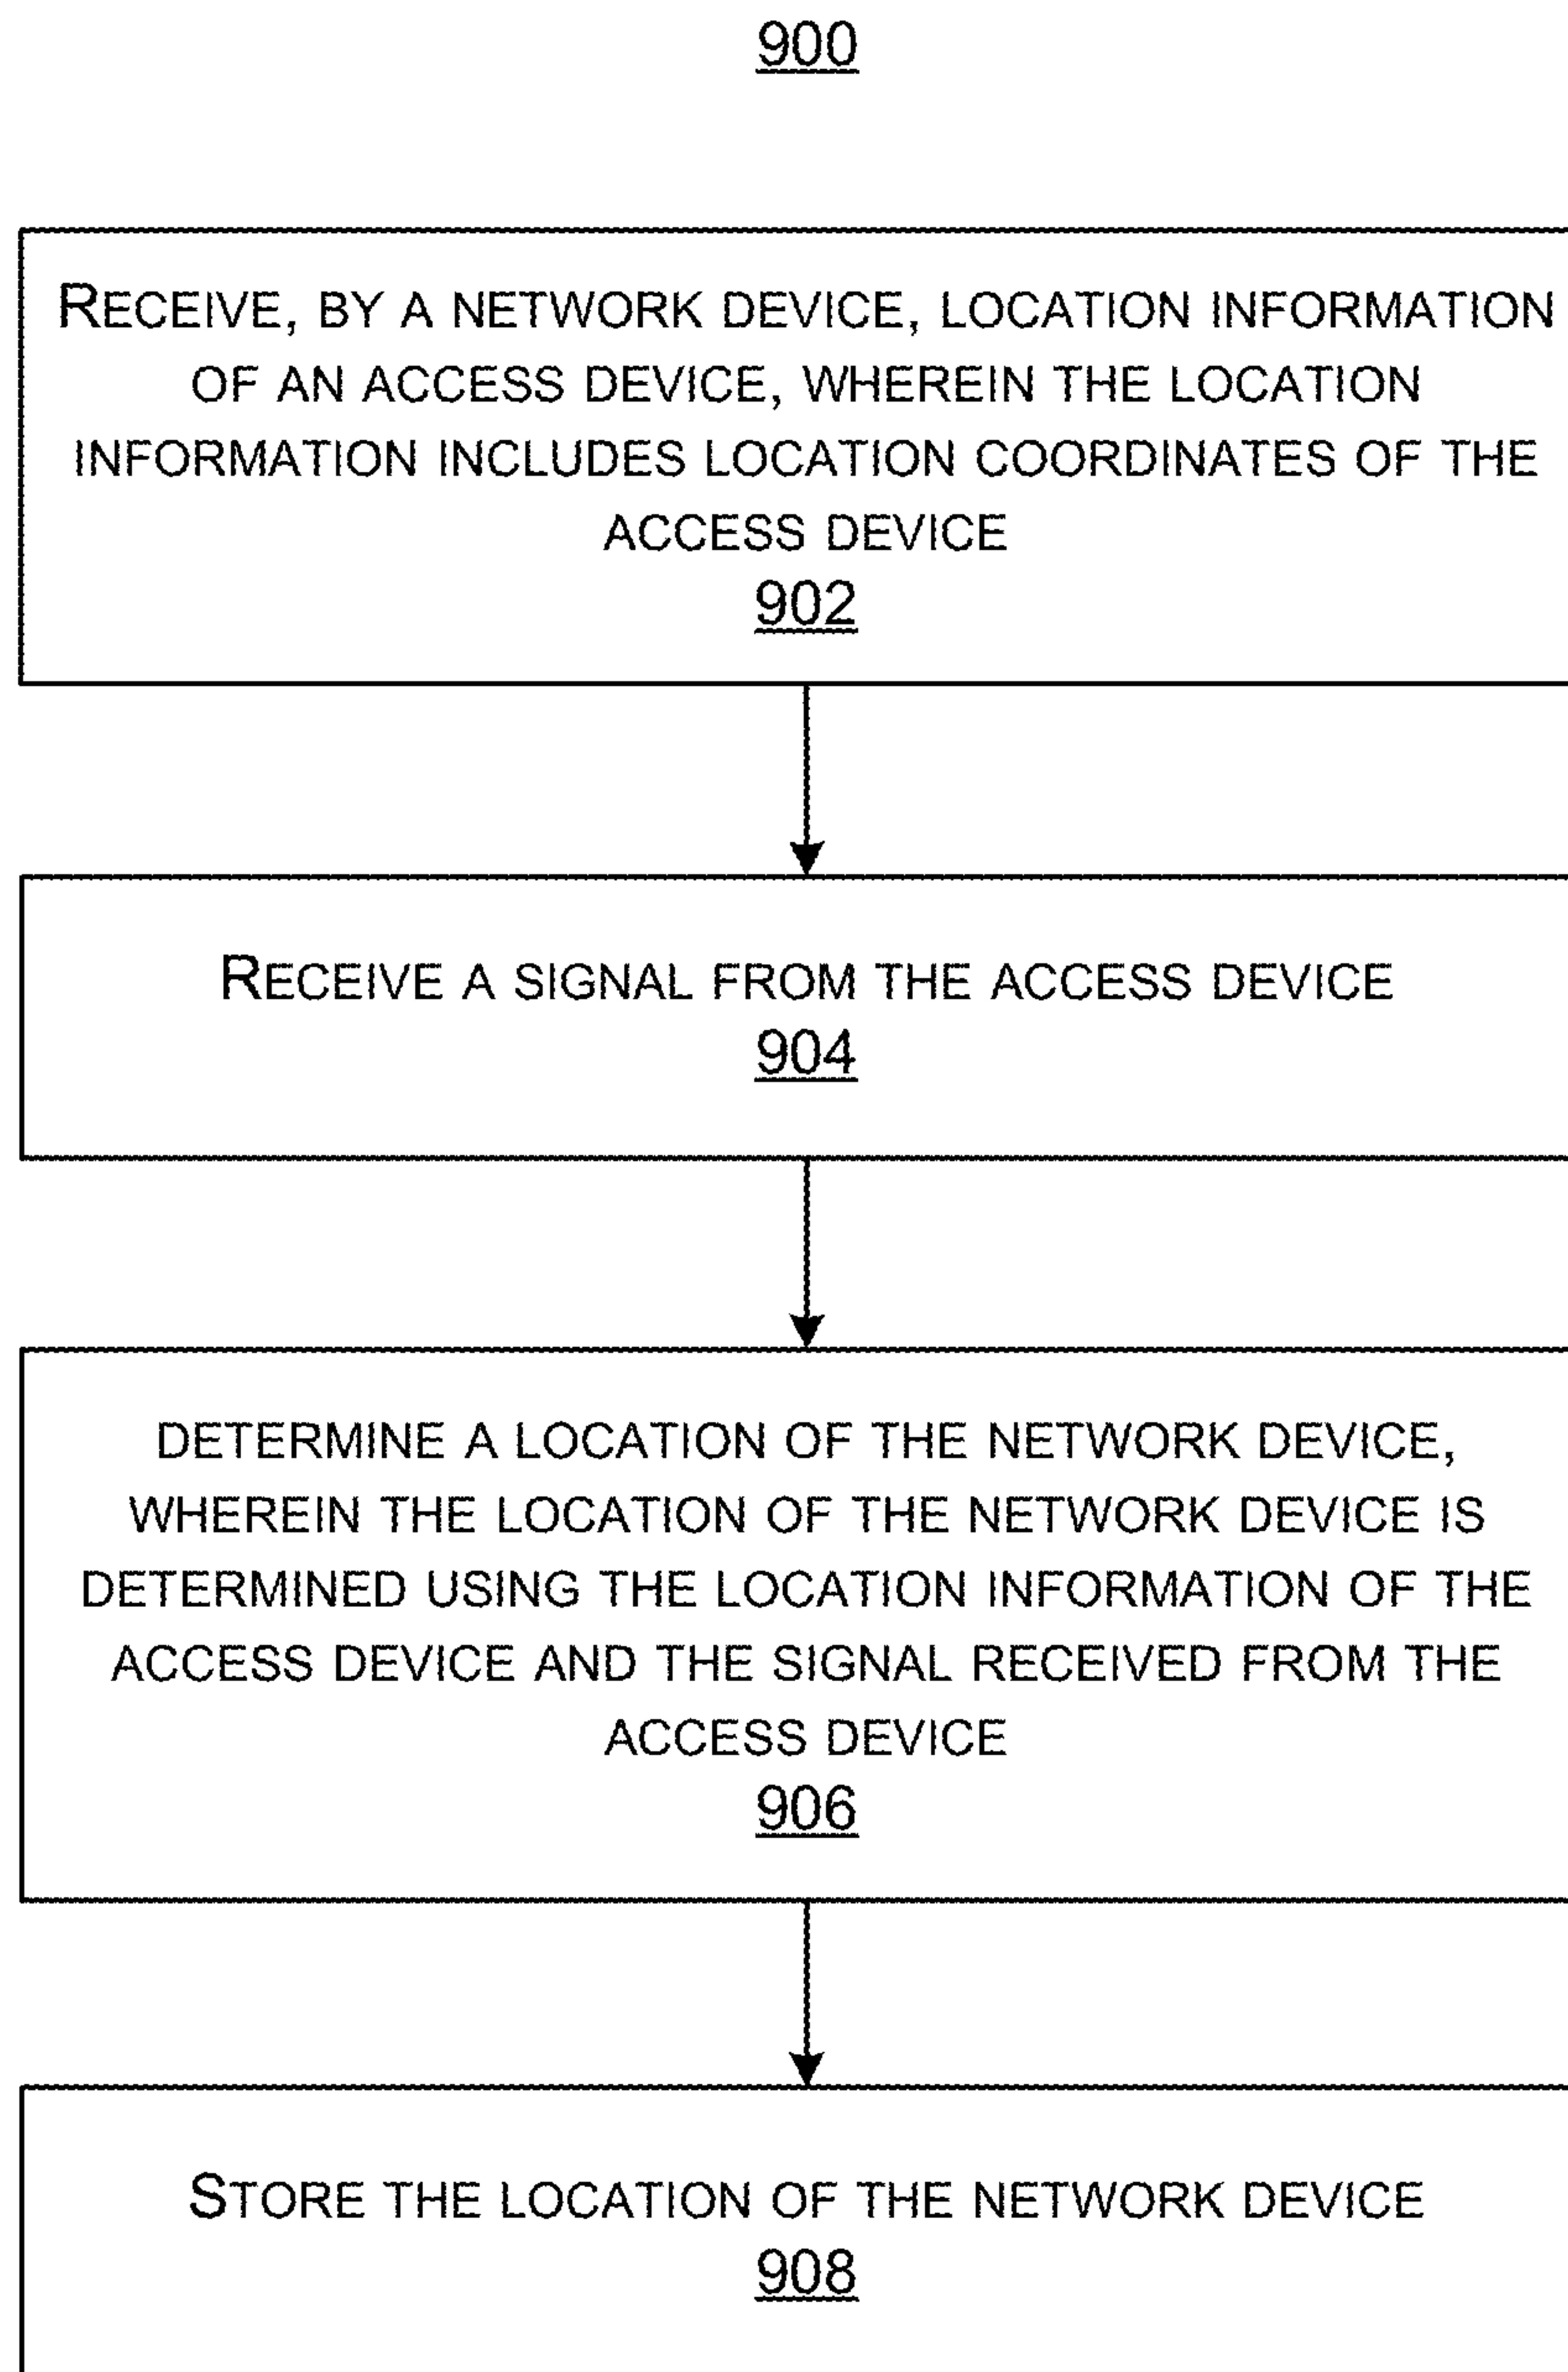 900
RECEIVE, BY A NETWORK DEVICE, LOCATION INFORMATION
OF AN ACCESS DEVICE, WHEREIN THE LOCATION
INFORMATION INCLUDES LOCATION COORDINATES OF THE
ACCESS DEVICE
902
RECEIVE A SIGNAL FROM THE ACCESS DEVICE
904
DETERMINE A LOCATION OF THE NETWORK DEVICE,
WHEREIN THE LOCATION OF THE NETWORK DEVICE IS
DETERMINED USING THE LOCATION INFORMATION OF THE
ACCESS DEVICE AND THE SIGNAL RECEIVED FROM THE
ACCESS DEVICE
906
STORE THE LOCATION OF THE NETWORK DEVICE
908